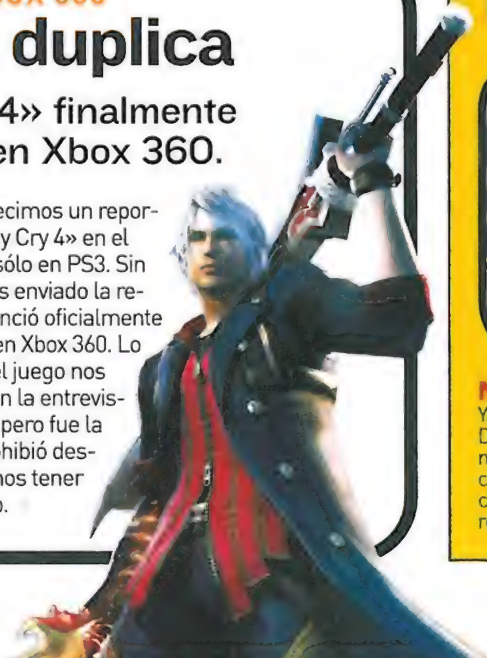 duplica
4» finalmente
en Xbox 360.
ecimos un repor-
y Cry 4» en el
sólo en PS3. Sin
s enviado la re-
nció oficialmente
en Xbox 360. Lo
el juego nos
n la entrevis-
pero fue la
hibió des-
nos tener
o.